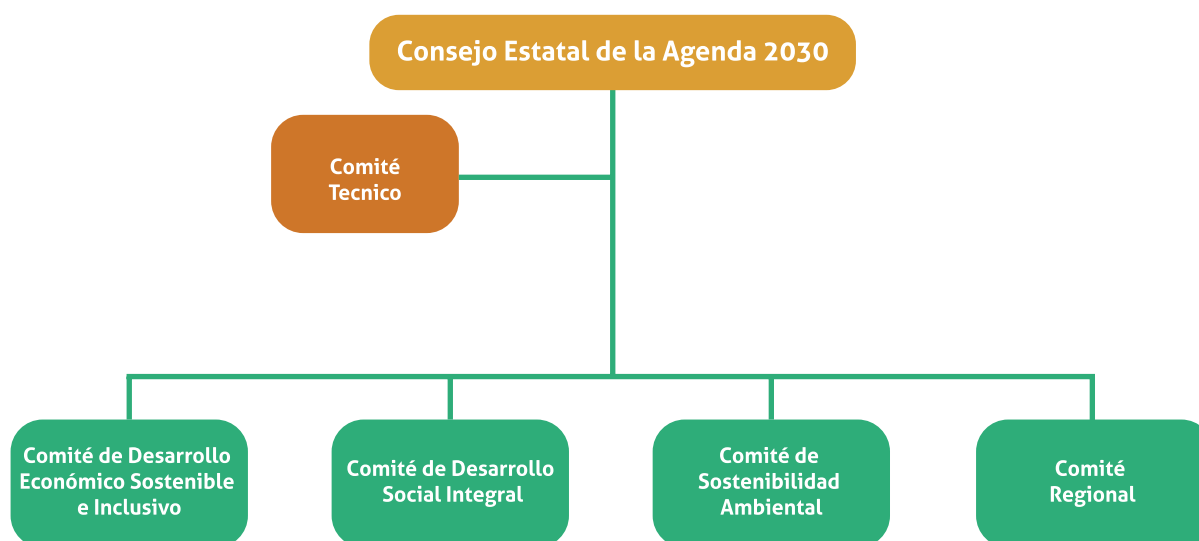 Consejo Estatal de la Agenda 2030
Comité
Tecnico
Comité de Desarrollo
Económico Sostenible
e Inclusivo
Comité de Desarrollo
Social Integral
Comité de
Sostenibilidad
Ambiental
Comité
Regional